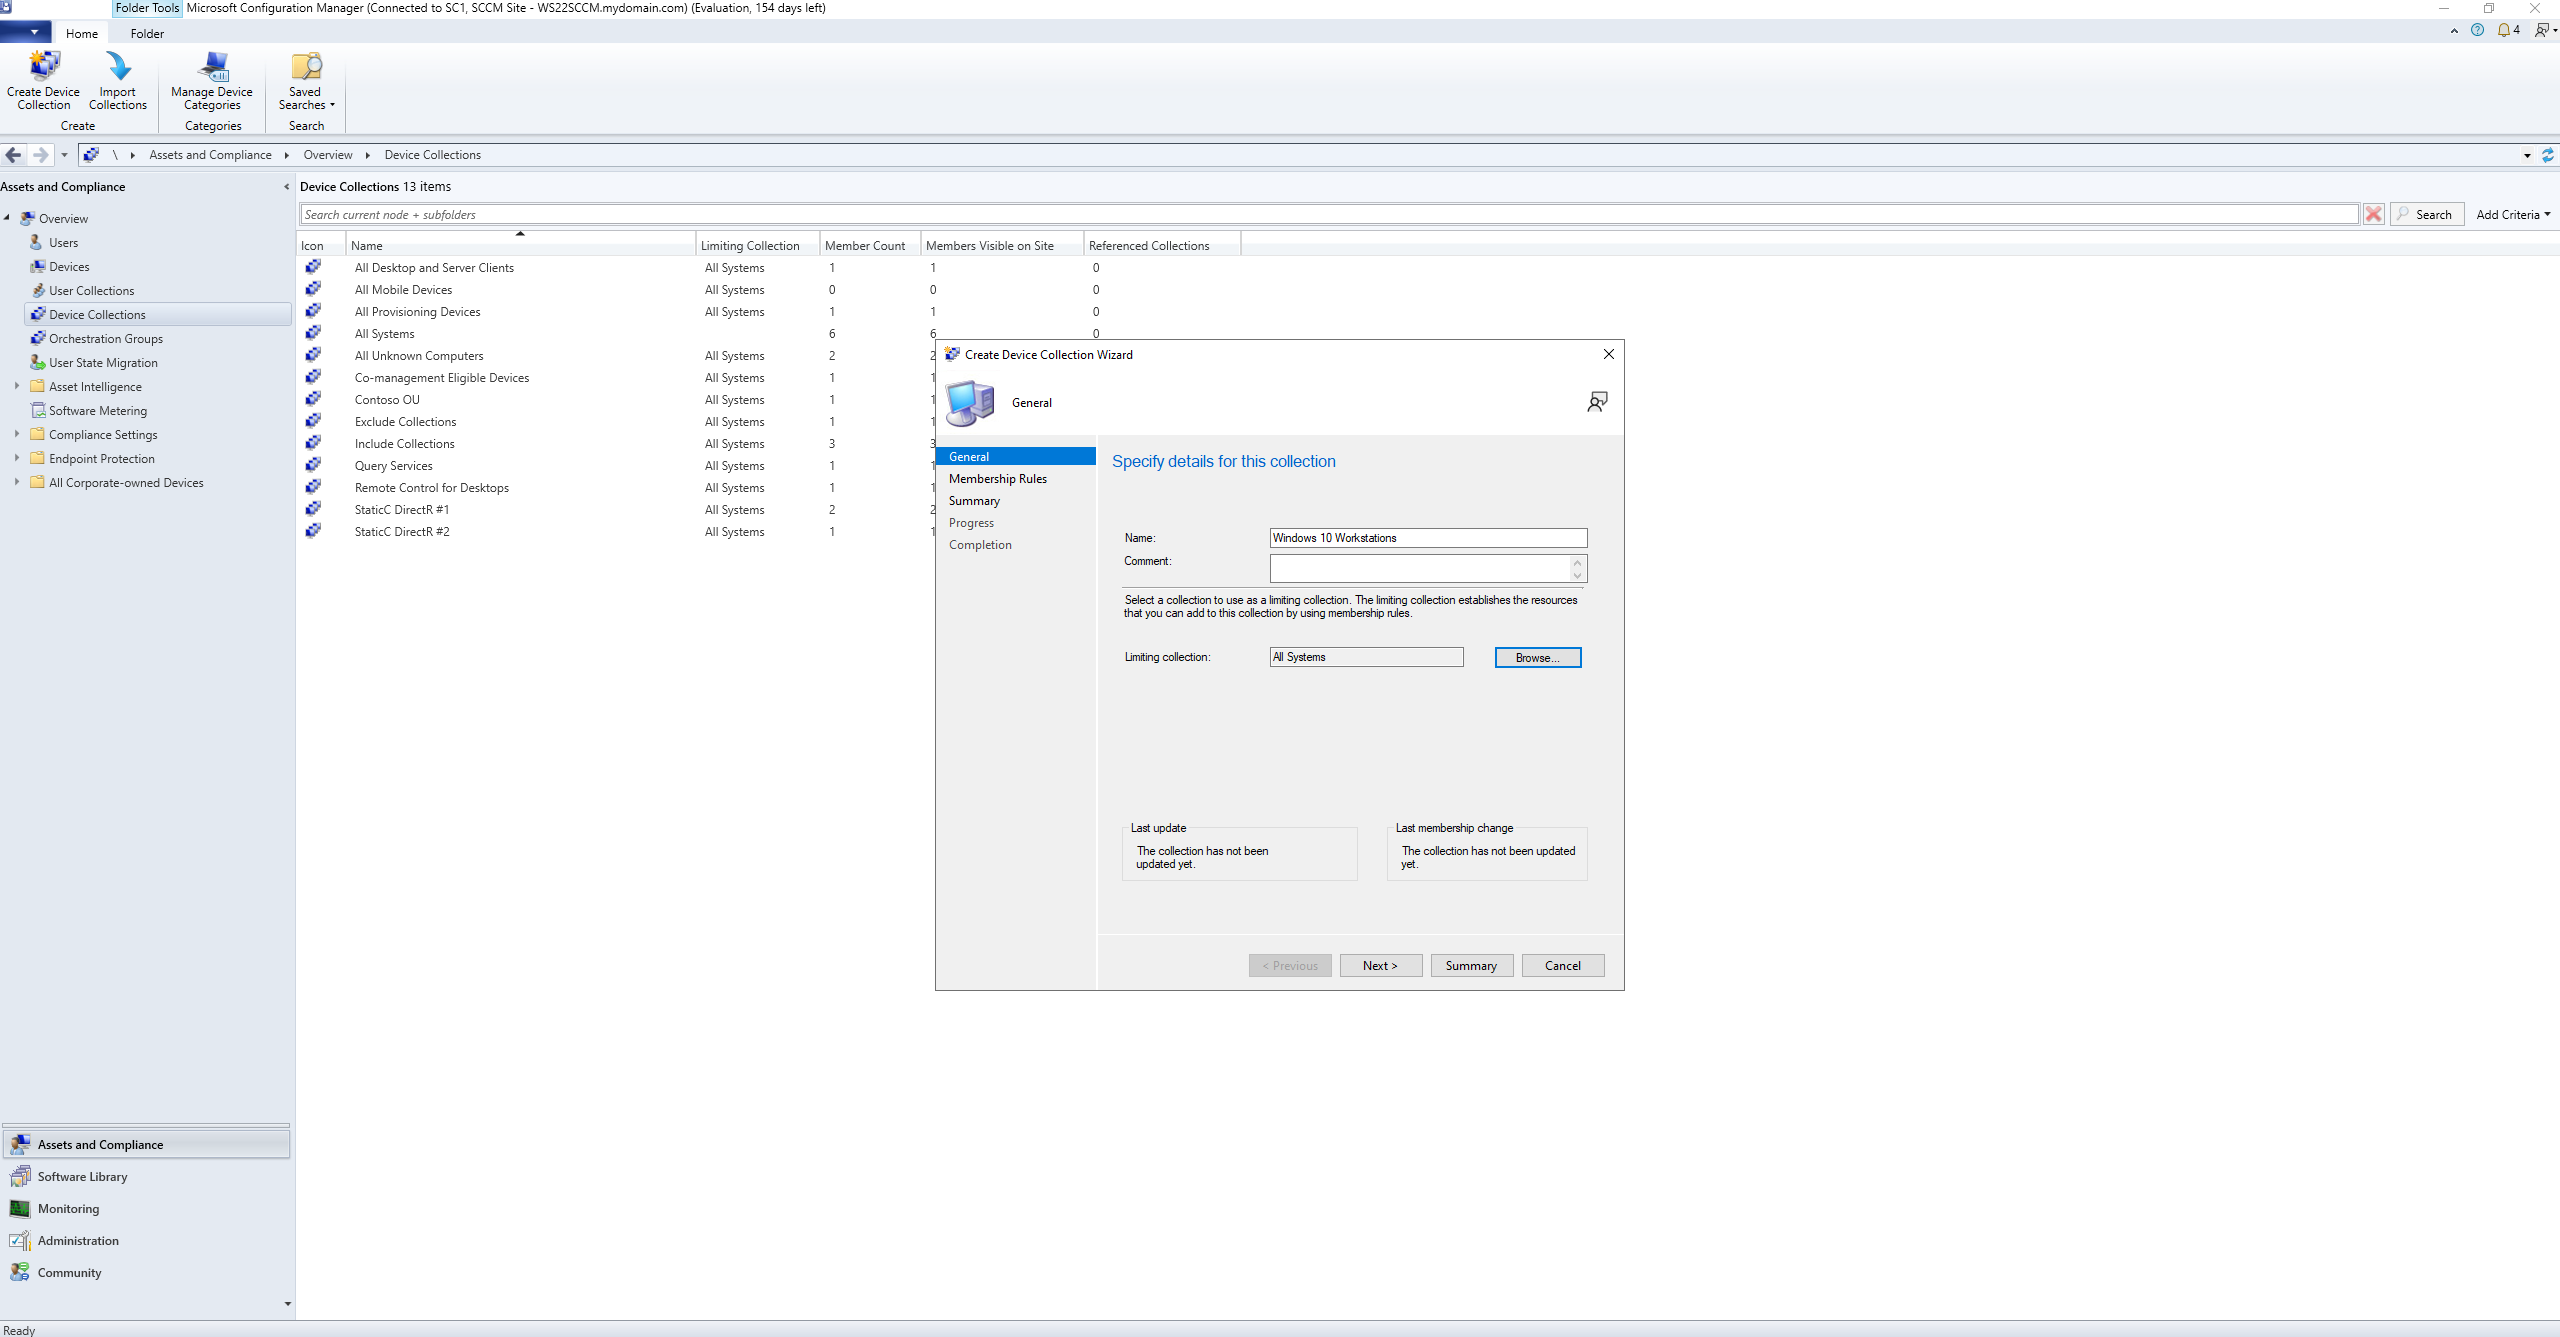 Folder Tools Microsoft Configuration Manager (Connected to SC1, SCCM Site - WS22SCCM.mydomain.com) (Evaluation, 154 days left)
Home Folder 4
Create Device Collection
Import Collections
Manage Device Categories
Saved Searches
Create Categories Search
\ Assets and Compliance Overview Device Collections
Assets and Compliance
Overview
Users
Devices
User Collections
Device Collections
Orchestration Groups
User State Migration
Asset Intelligence
Software Metering
Compliance Settings
Endpoint Protection
All Corporate-owned Devices
Assets and Compliance
Software Library
Monitoring
Administration
Community
Device Collections 13 items
Search current node + subfolders Search Add Criteria
Icon Name Limiting Collection Member Count Members Visible on Site Referenced Collections
All Desktop and Server Clients All Systems 1 1 0
All Mobile Devices All Systems 0 0 0
All Provisioning Devices All Systems 1 1 0
All Systems 6 6 0
All Unknown Computers All Systems 2 2
Co-management Eligible Devices All Systems 1 1
Contoso OU All Systems 1 1
Exclude Collections All Systems 1 1
Include Collections All Systems 3 3
Query Services All Systems 1 1
Remote Control for Desktops All Systems 1 1
StaticC DirectR #1 All Systems 2 2
StaticC DirectR #2 All Systems 1 1
Create Device Collection Wizard
General
General
Membership Rules
Summary
Progress
Completion
Specify details for this collection
Name: Windows 10 Workstations
Comment:
Select a collection to use as a limiting collection. The limiting collection establishes the resources
that you can add to this collection by using membership rules.
Limiting collection: All Systems Browse...
Last update
The collection has not been
updated yet.
Last membership change
The collection has not been updated
yet.
< Previous Next > Summary Cancel
Ready